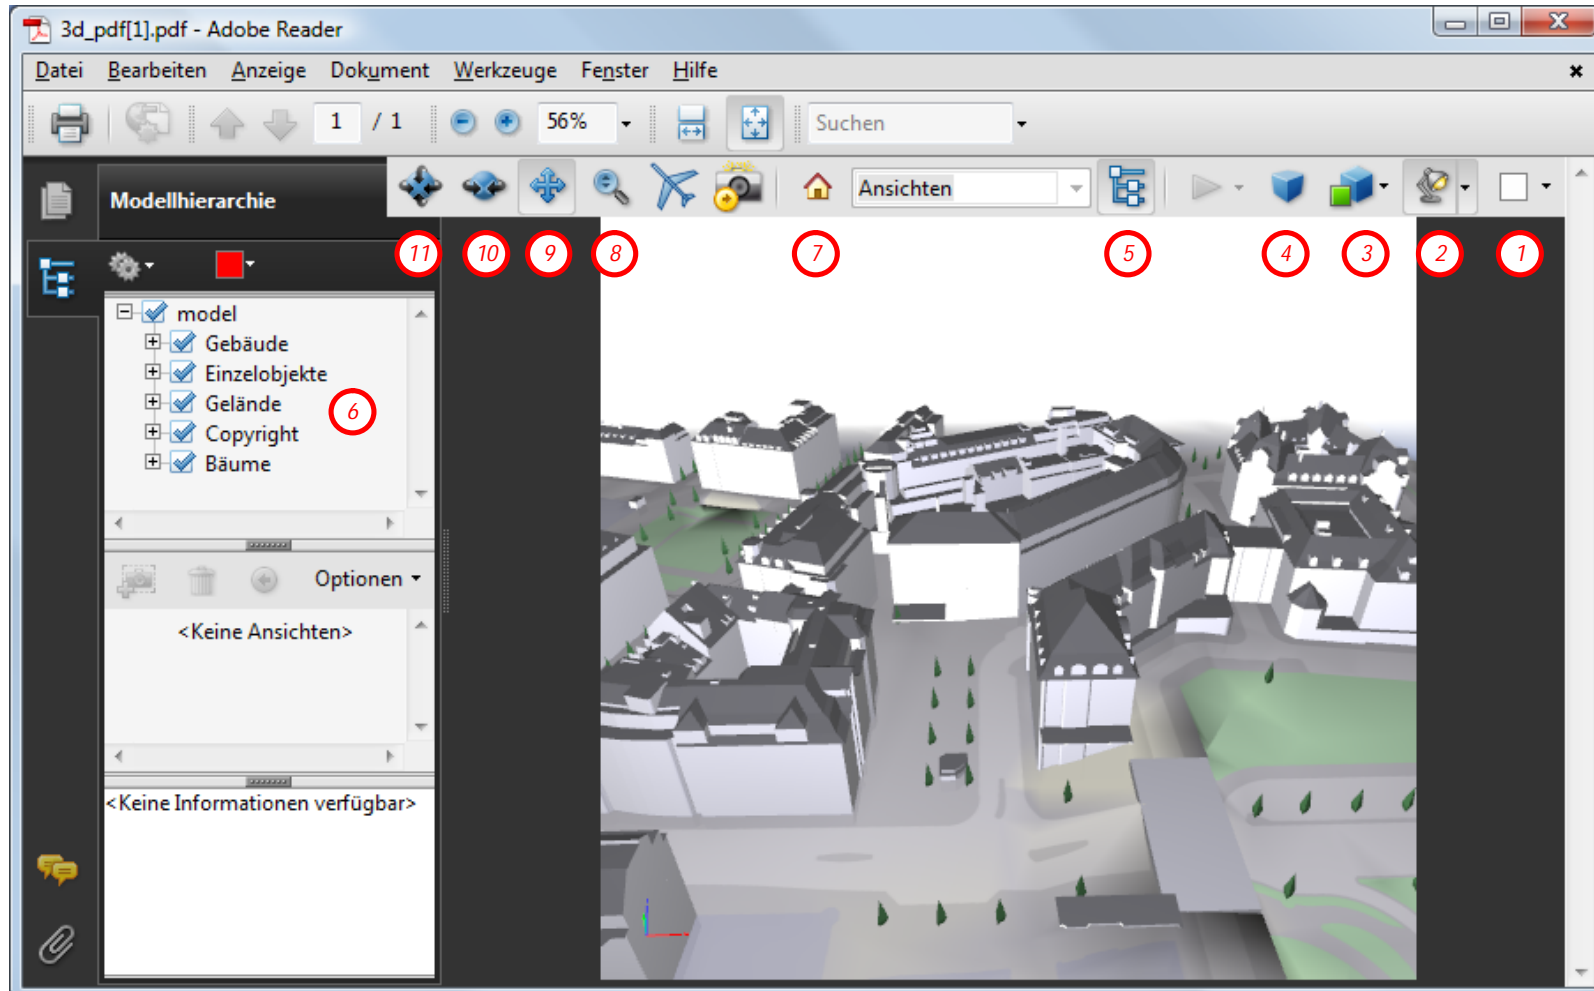 3d_pdf[1].pdf - Adobe Reader
Datei Bearbeiten Anzeige Dokument Werkzeuge Fenster Hilfe
1 / 1 56% Suchen
Modellhierarchie
Ansichten
11 10 9 8 7 5 4 3 2 1
model
Gebäude
Einzelobjekte
Gelände
6
Copyright
Bäume
Optionen
<Keine Ansichten>
<Keine Informationen verfügbar>